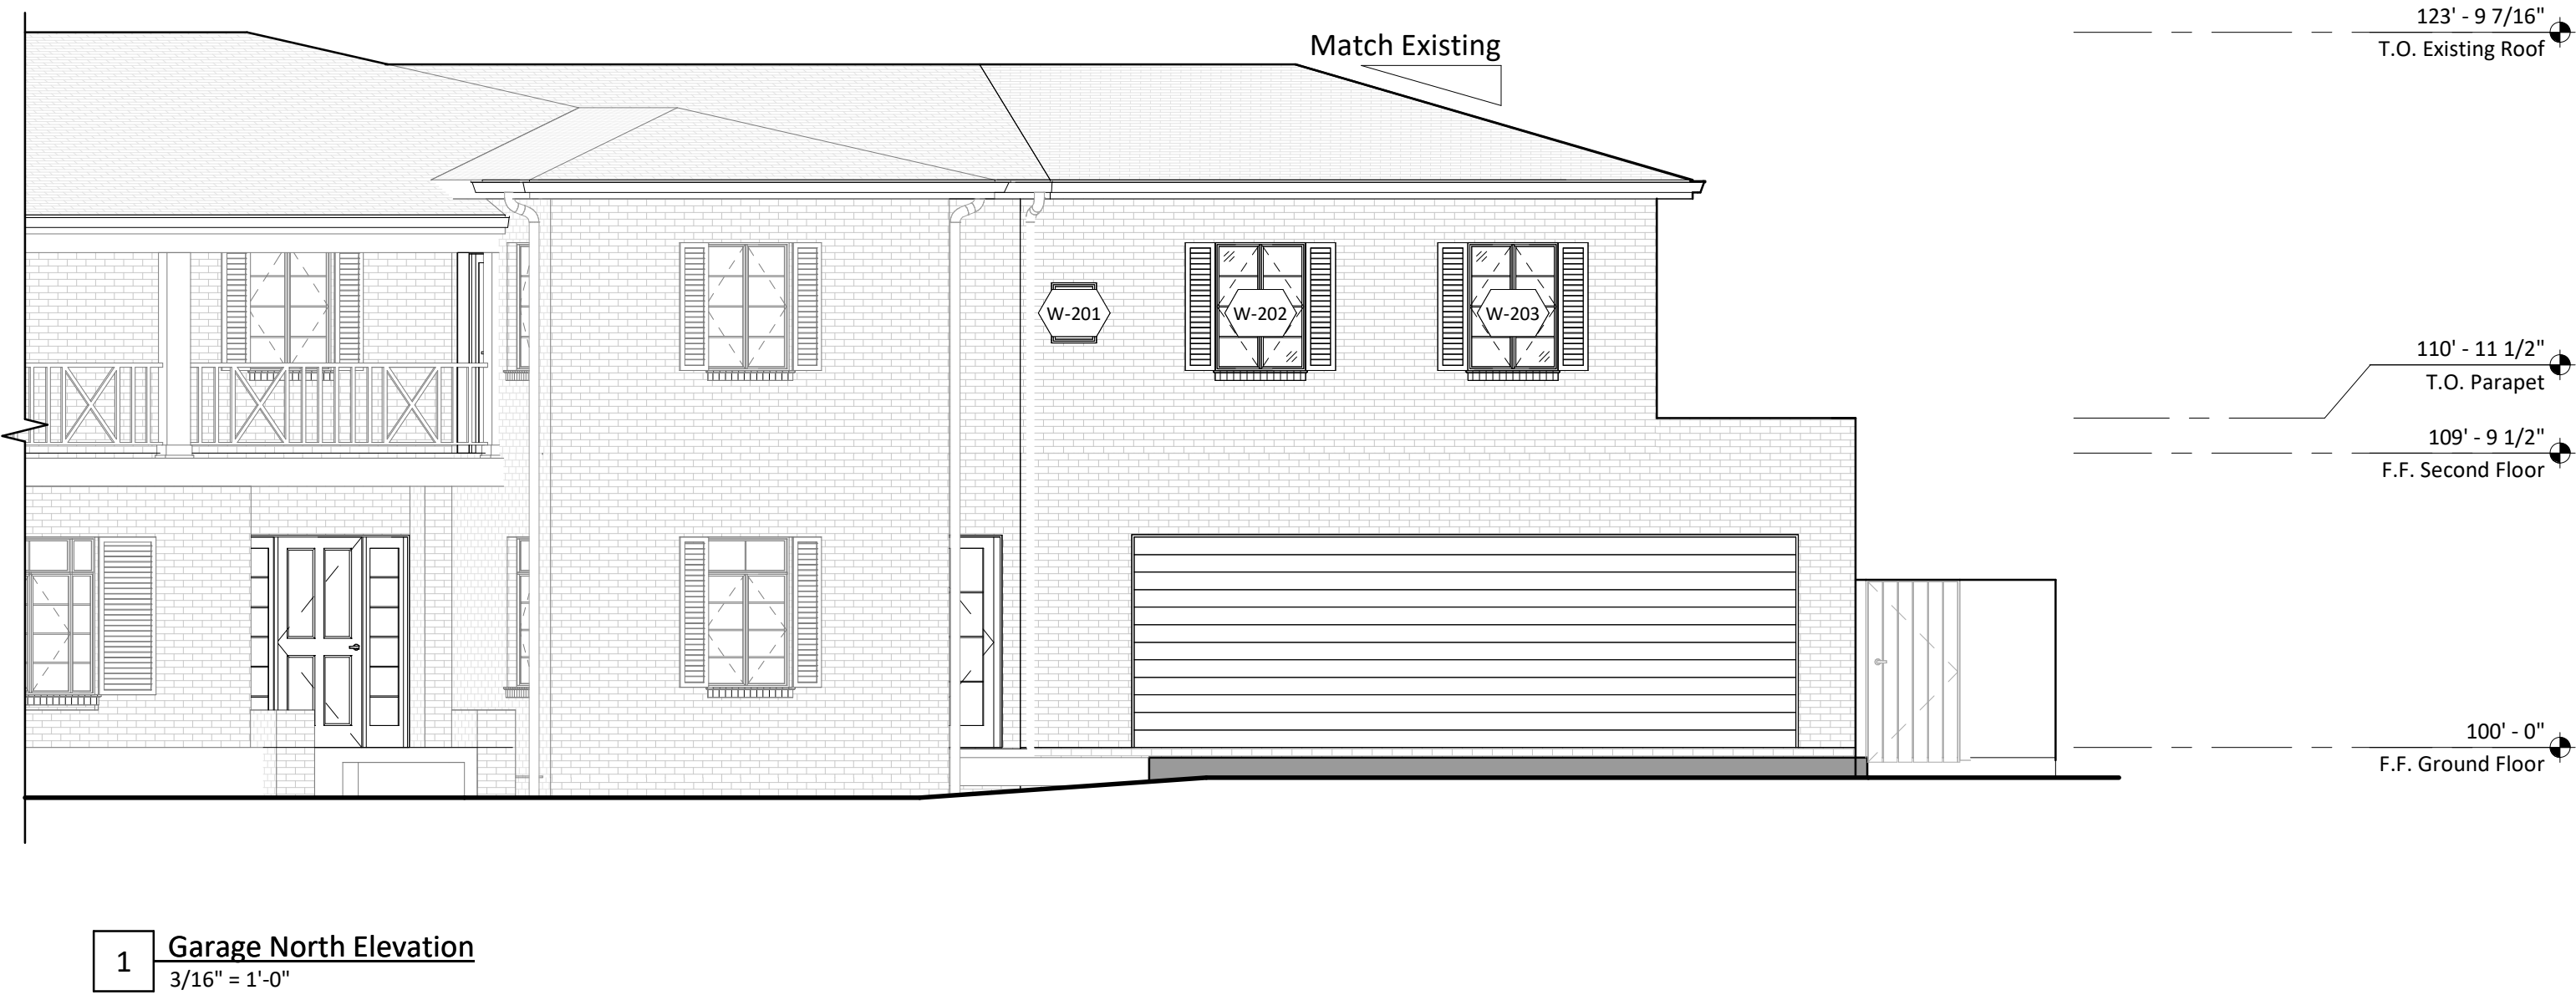 123' - 9 7/16"
T.O. Existing Roof
Match Existing
W-201
W-202
W-203
110' - 11 1/2"
T.O. Parapet
109' - 9 1/2"
F.F. Second Floor
100' - 0"
F.F. Ground Floor
1
Garage North Elevation
3/16" = 1'-0"